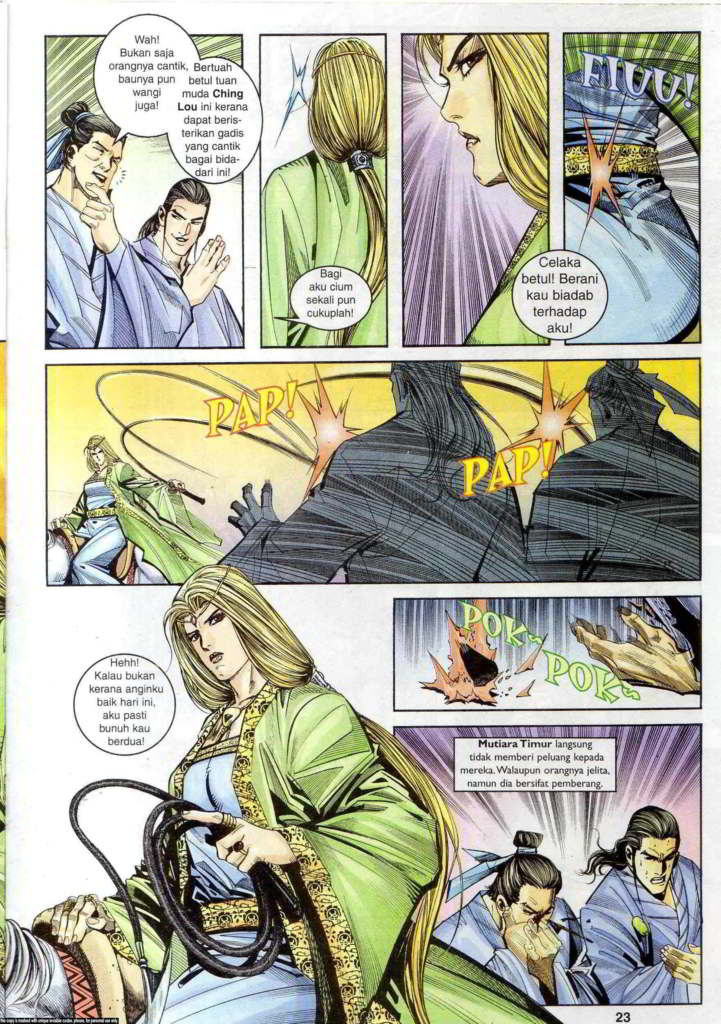 Wah!
Bukan saja
orangnya cantik,
baunya pun
wangi
juga!
Bertuah
betul tuan
muda Ching
Lou ini kerana
dapat beris-
terikan gadis
yang cantik
bagai bida-
dari ini!
Bagi
aku cium
sekali pun
cukuplah!
FIUU!
Celaka
betul! Berani
kau biadab
terhadap
aku!
PAP!
PAP!
Hehh!
Kalau bukan
kerana anginku
baik hari ini,
aku pasti
bunuh kau
berdua!
POK~
POK~
Mutiara Timur langsung
tidak memberi peluang kepada
mereka. Walaupun orangnya jelita,
namun dia bersifat pemberang.
23